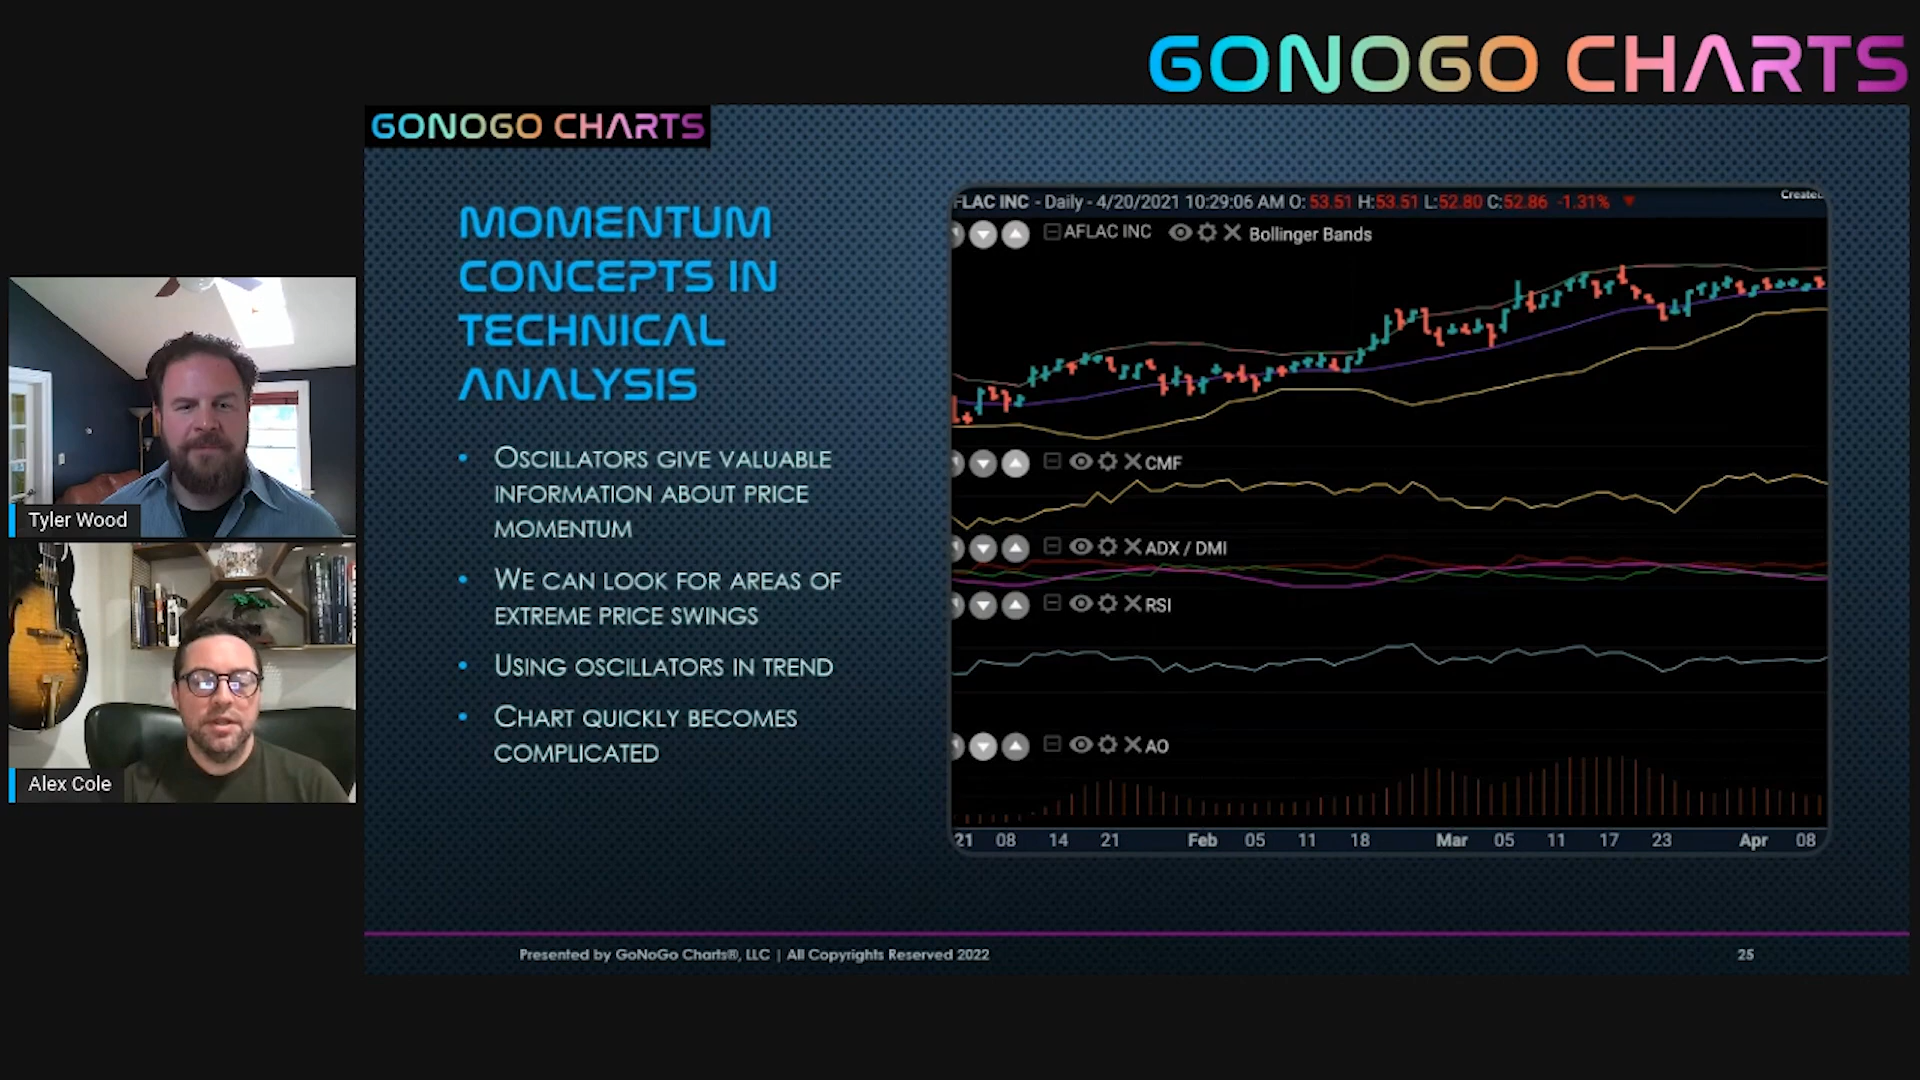 GONOGO CHARTS
GONOGO CHARTS
MOMENTUM
CONCEPTS IN
TECHNICAL
ANALYSIS
• OSCILLATORS GIVE VALUABLE
INFORMATION ABOUT PRICE
MOMENTUM
• WE CAN LOOK FOR AREAS OF
EXTREME PRICE SWINGS
• USING OSCILLATORS IN TREND
• CHART QUICKLY BECOMES
COMPLICATED
FLAC INC - Daily - 4/20/2021 10:29:06 AM O: 53.51 H:53.51 L:52.80 C:52.86 -1.31%
AFLAC INC Bollinger Bands
CMF
ADX / DMI
RSI
AO
21 08 14 21 Feb 05 11 18 Mar 05 11 17 23 Apr 08
Tyler Wood
Alex Cole
Presented by GoNoGo Charts®, LLC | All Copyrights Reserved 2022
25